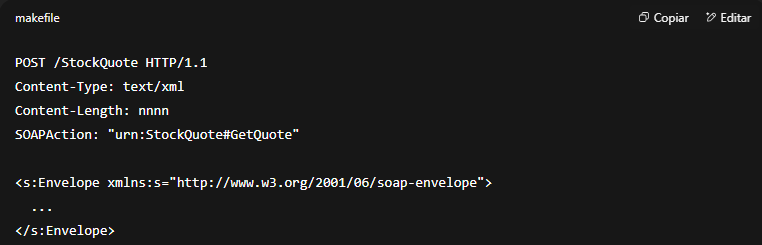 makefile
Copiar
Editar
POST /StockQuote HTTP/1.1
Content-Type: text/xml
Content-Length: nnnn
SOAPAction: "urn:StockQuote#GetQuote"
<s:Envelope xmlns:s="http://www.w3.org/2001/06/soap-envelope">
...
</s:Envelope>